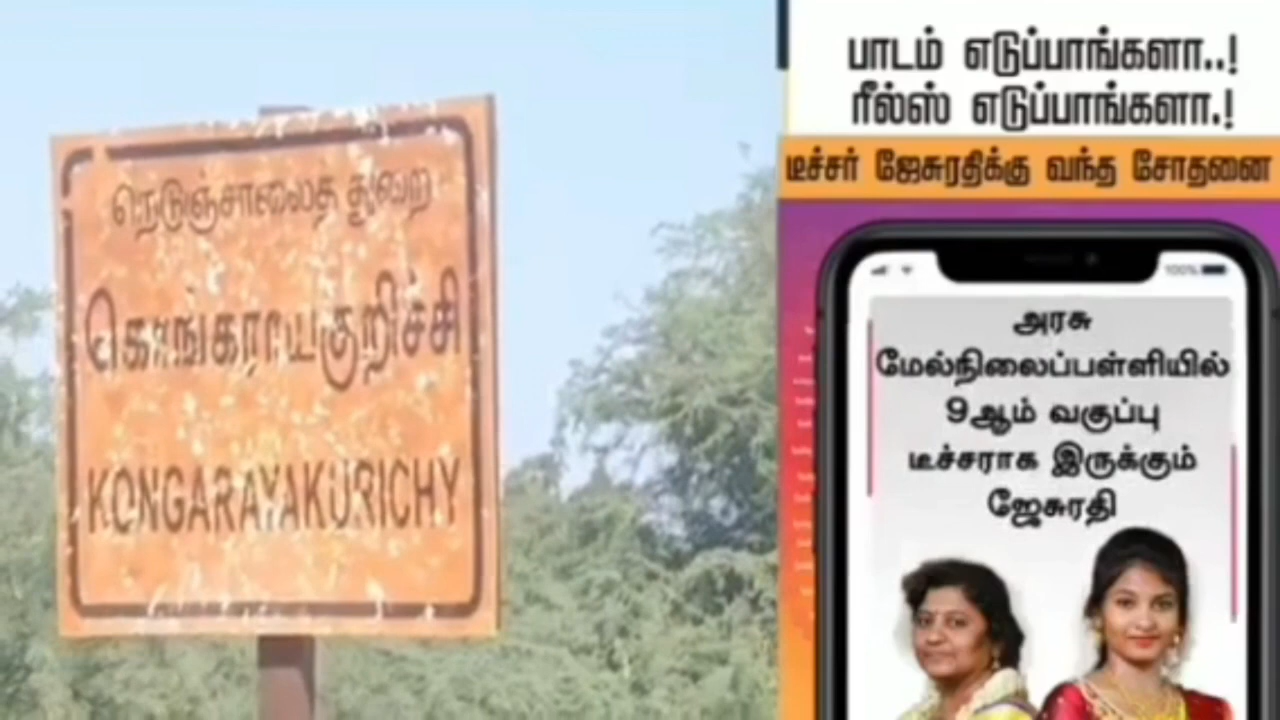 நெடுஞ்சாலைத் துறை
கொங்கராயகுறிச்சி
KONGARAYAKURICHY
பாடம் எடுப்பாங்களா..!
ரீல்ஸ் எடுப்பாங்களா.!
டீச்சர் ஜேசுரதிக்கு வந்த சோதனை
100%
அரசு
மேல்நிலைப்பள்ளியில்
9ஆம் வகுப்பு
டீச்சராக இருக்கும்
ஜேசுரதி